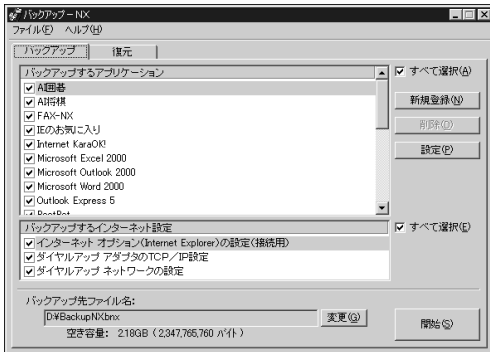 バックアップ－NX
ファイル(F) ヘルプ(H)
バックアップ 復元
バックアップするアプリケーション
すべて選択(A)
AI囲碁
AI将棋
FAX-NX
IEのお気に入り
Internet KaraOK!
Microsoft Excel 2000
Microsoft Outlook 2000
Microsoft Word 2000
Outlook Express 5
新規登録(N)
削除(D)
設定(P)
バックアップするインターネット設定
すべて選択(E)
インターネット オプション(Internet Explorer)の設定(接続用)
ダイヤルアップ アダプタのTCP／IP設定
ダイヤルアップ ネットワークの設定
バックアップ先ファイル名:
D:¥BackupNX.bnx
変更(G)
空き容量: 2.18GB ( 2,347,765,760 バイト )
開始(S)